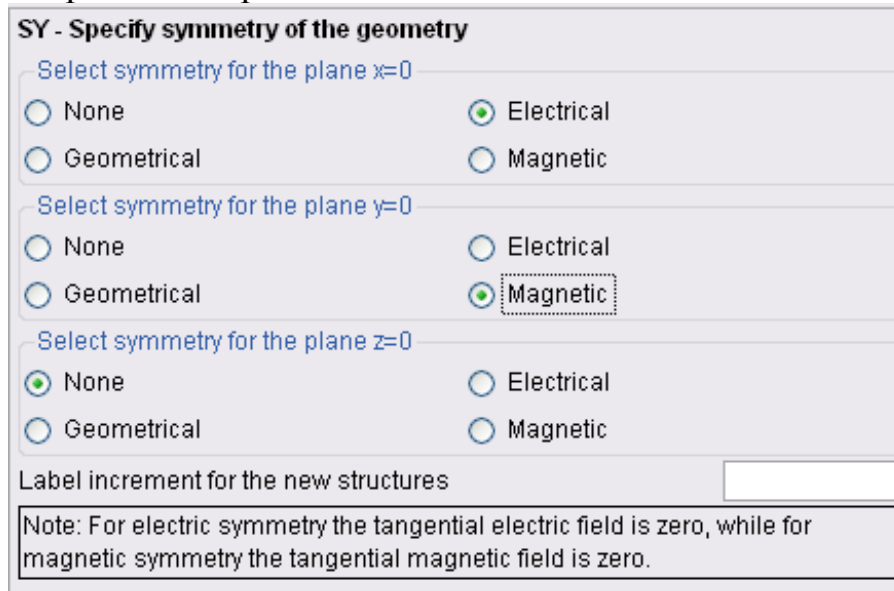 SY - Specify symmetry of the geometry
Select symmetry for the plane x=0
None Electrical
Geometrical Magnetic
Select symmetry for the plane y=0
None Electrical
Geometrical Magnetic
Select symmetry for the plane z=0
None Electrical
Geometrical Magnetic
Label increment for the new structures
Note: For electric symmetry the tangential electric field is zero, while for
magnetic symmetry the tangential magnetic field is zero.